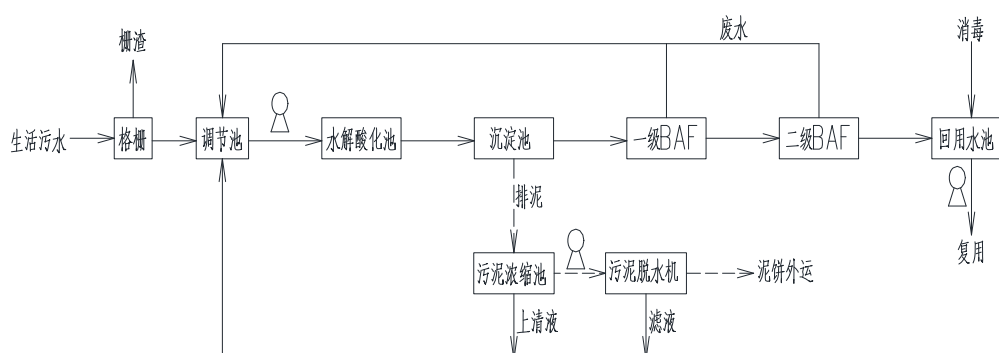 栅渣
废水
消毒
生活污水
格栅
调节池
水解酸化池
沉淀池
一级BAF
二级BAF
回用水池
排泥
复用
污泥浓缩池
污泥脱水机
泥饼外运
上清液
滤液